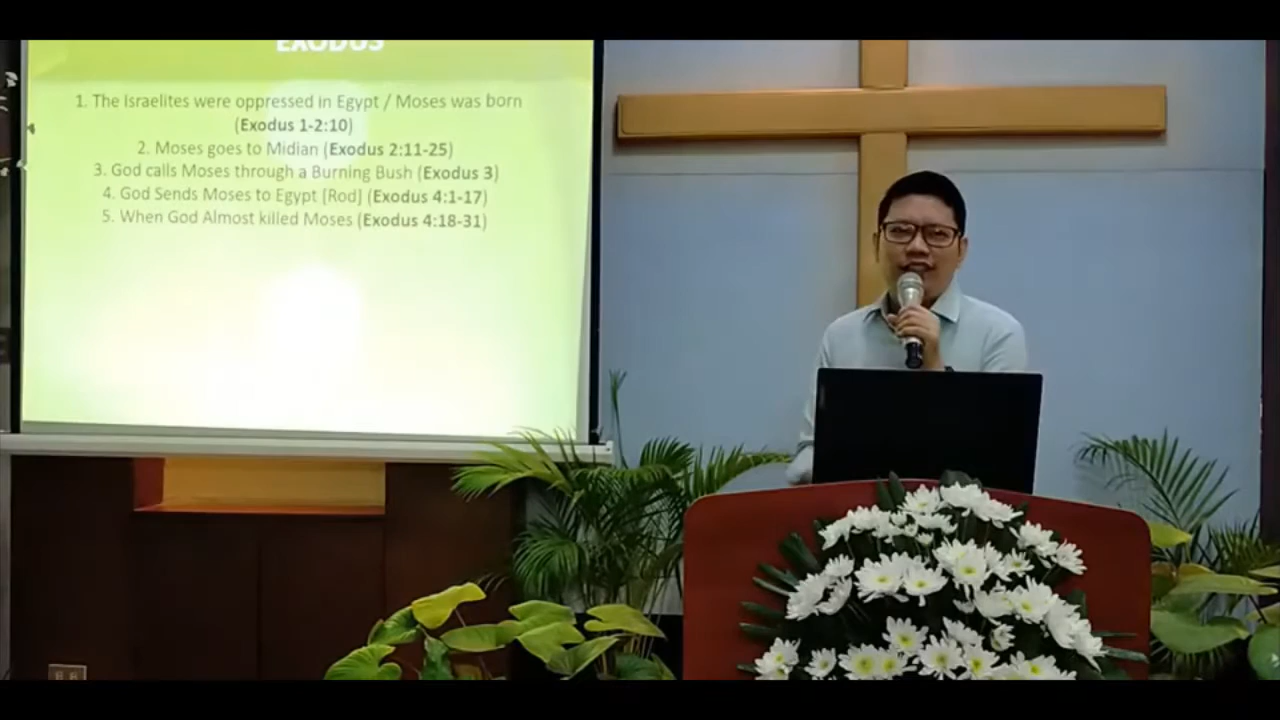 EXODUS
1. The Israelites were oppressed in Egypt / Moses was born
(Exodus 1-2:10)
2. Moses goes to Midian (Exodus 2:11-25)
3. God calls Moses through a Burning Bush (Exodus 3)
4. God Sends Moses to Egypt [Rod] (Exodus 4:1-17)
5. When God Almost killed Moses (Exodus 4:18-31)